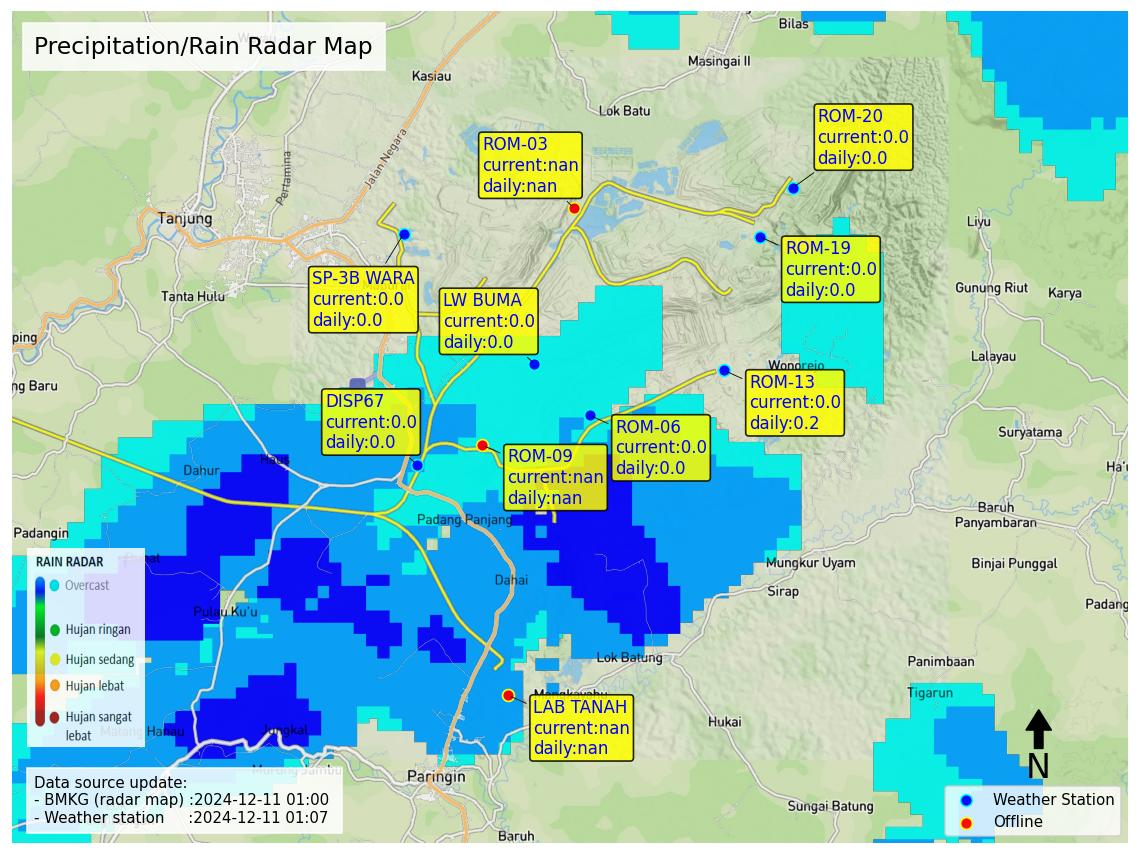 Precipitation/Rain Radar Map
Bilas
Masingai II
Kasiau
Lok Batu
ROM-20
current:0.0
daily:0.0
ROM-03
current:nan
daily:nan
Jalan Negara
Pertamina
Tanjung
Liyu
ROM-19
current:0.0
daily:0.0
SP-3B WARA
current:0.0
daily:0.0
Tanta Hulu
LW BUMA
current:0.0
daily:0.0
Gunung Riut
Karya
ping
Lalayau
Wonorejo
ng Baru
ROM-13
current:0.0
daily:0.2
DISP67
current:0.0
daily:0.0
ROM-06
current:0.0
daily:0.0
Suryatama
Haus
Dahur
ROM-09
current:nan
daily:nan
Ha'u
Baruh
Panyambaran
Padang Panjang
Padangin
Mungkur Uyam
Binjai Punggal
Dahai
Sirap
Padang
Pulau Ku'u
RAIN RADAR
Overcast
Hujan ringan
Hujan sedang
Hujan lebat
Hujan sangat
lebat
Lok Batung
Panimbaan
Tigarun
Mangkayahu
LAB TANAH
current:nan
daily:nan
Hukai
Matang Hanau
Jungkal
Murung Jambu
Paringin
N
Data source update:
- BMKG (radar map) :2024-12-11 01:00
- Weather station :2024-12-11 01:07
Sungai Batung
Baruh
Weather Station
Offline